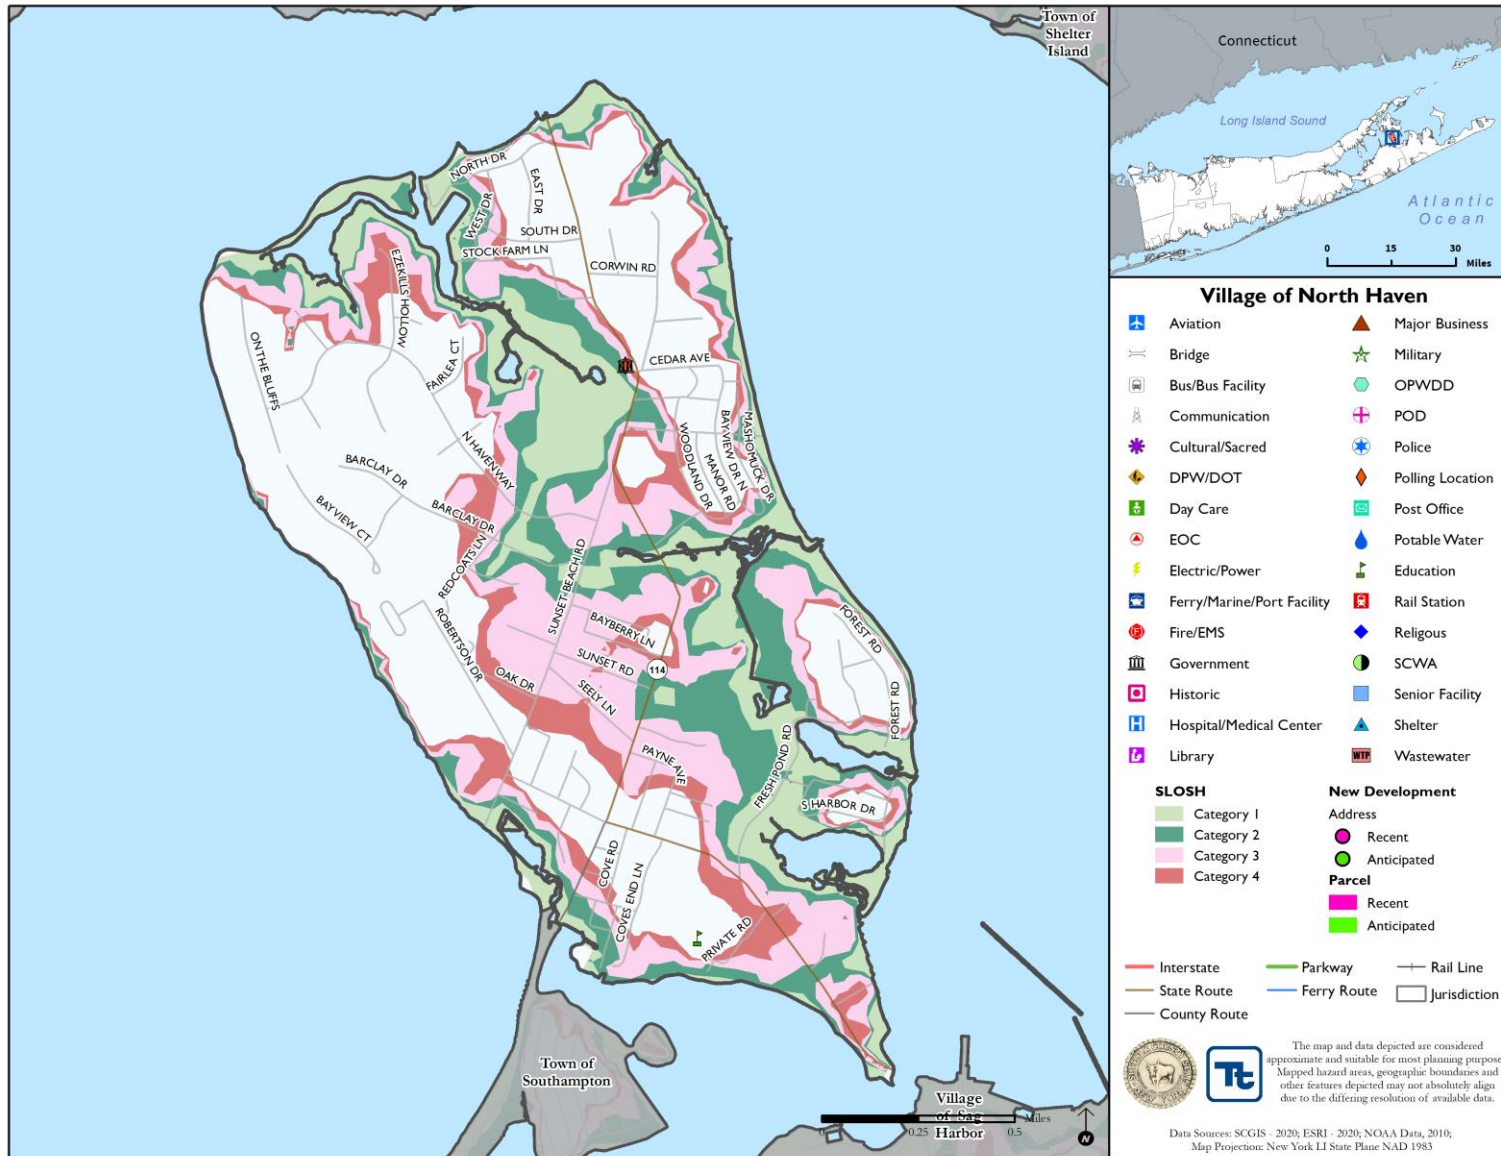 Town of
Shelter
Island
NORTH DR
EAST DR
WEST DR
SOUTH DR
STOCK FARM LN
CORWIN RD
EZEKILLS HOLLOW
ON THE BLUFFS
FAIRLEA CT
CEDAR AVE
N HAVEN WAY
BARCLAY DR
BAYVIEW CT
BARCLAY DR
REDCOATS LN
WOODLAND DR
MANOR RD
BAYVIEW DR N
MASHOMUCK DR
SUNSET BEACH RD
ROBERTSON DR
BAYBERRY LN
SUNSET RD
114
OAK DR
SEELY LN
PAYNE AVE
FOREST RD
FOREST RD
FRESH POND RD
S HARBOR DR
COVE RD
COVES END LN
PRIVATE RD
Town of
Southampton
Village
of Sag
Harbor
Miles
0
0.25
0.5
N
Connecticut
Long Island Sound
Atlantic
Ocean
0 15 30
Miles
Village of North Haven
Aviation
Bridge
Bus/Bus Facility
Communication
Cultural/Sacred
DPW/DOT
Day Care
EOC
Electric/Power
Ferry/Marine/Port Facility
Fire/EMS
Government
Historic
H Hospital/Medical Center
Library
Major Business
Military
OPWDD
POD
Police
Polling Location
Post Office
Potable Water
Education
Rail Station
Religous
SCWA
Senior Facility
Shelter
WTP Wastewater
SLOSH
Category 1
Category 2
Category 3
Category 4
New Development
Address
Recent
Anticipated
Parcel
Recent
Anticipated
Interstate
State Route
County Route
Parkway
Ferry Route
Rail Line
Jurisdiction
Tt
The map and data depicted are considered
approximate and suitable for most planning purpose
Mapped hazard areas, geographic boundaries and
other features depicted may not absolutely align
due to the differing resolution of available data.
Data Sources: SCGIS - 2020; ESRI - 2020; NOAA Data, 2010;
Map Projection: New York LI State Plane NAD 1983